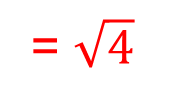 = √4